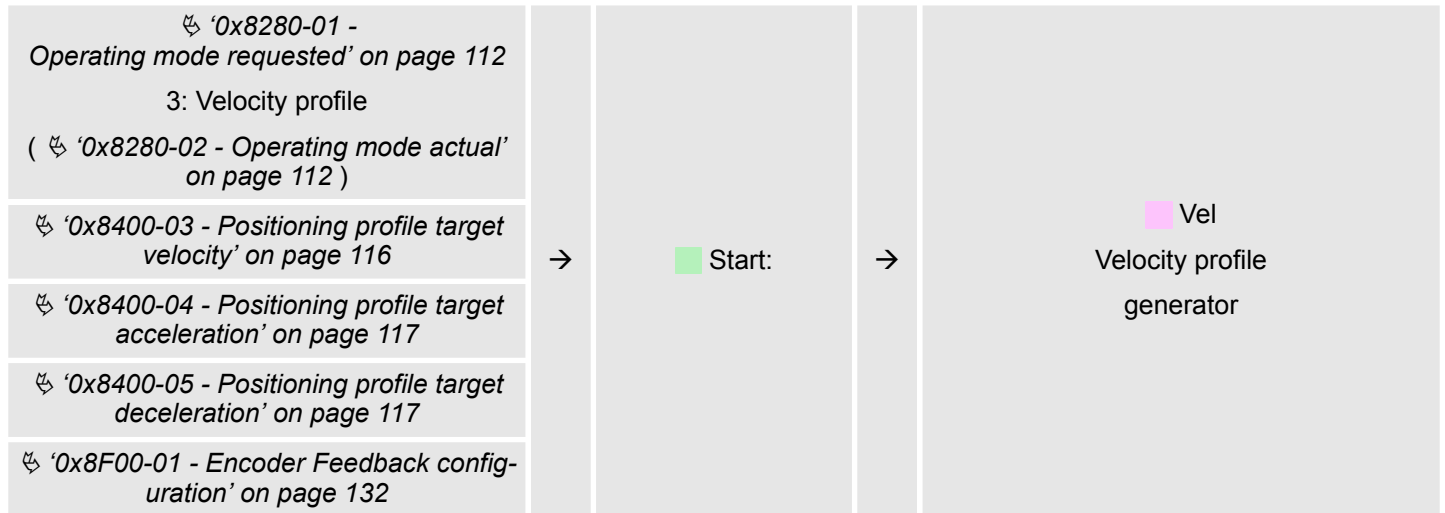 ↳ ‘0x8280-01 -
Operating mode requested’ on page 112
3: Velocity profile
( ↳ ‘0x8280-02 - Operating mode actual’
on page 112 )
↳ ‘0x8400-03 - Positioning profile target
velocity’ on page 116
↳ ‘0x8400-04 - Positioning profile target
acceleration’ on page 117
↳ ‘0x8400-05 - Positioning profile target
deceleration’ on page 117
↳ ‘0x8F00-01 - Encoder Feedback config-
uration’ on page 132
→
Start:
→
Vel
Velocity profile
generator